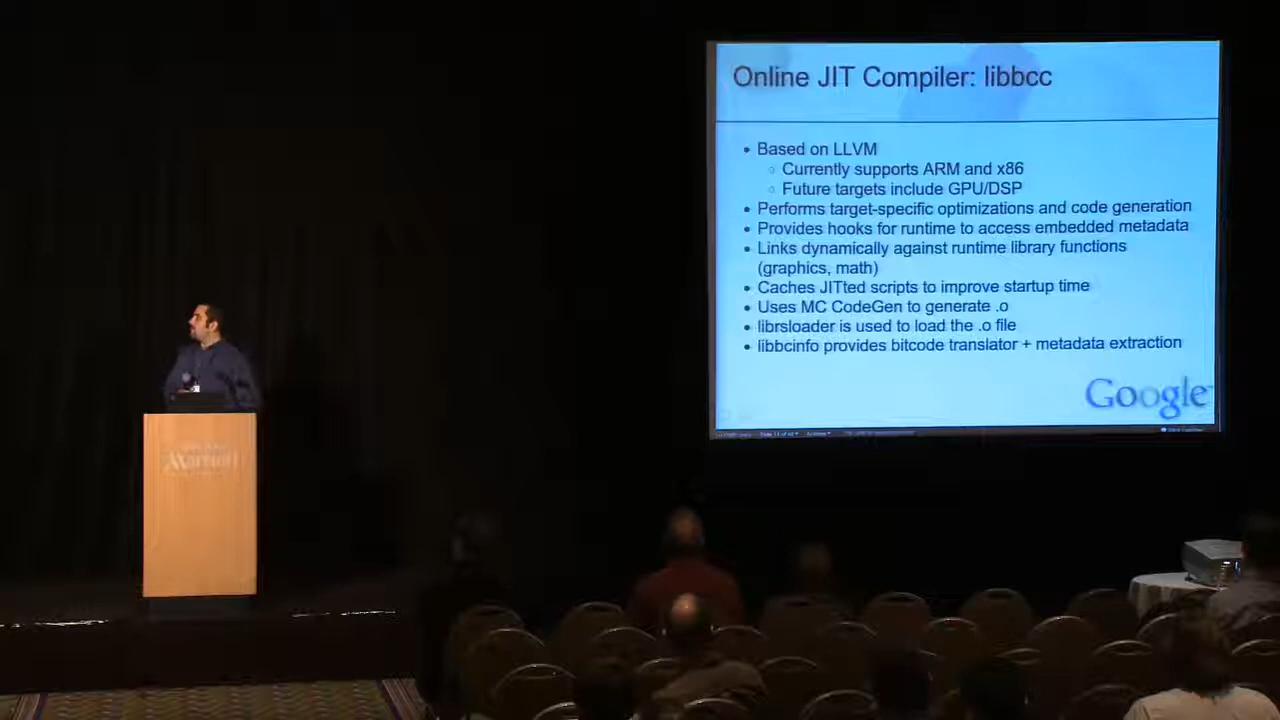 Online JIT Compiler: libbcc
• Based on LLVM
○ Currently supports ARM and x86
○ Future targets include GPU/DSP
• Performs target-specific optimizations and code generation
• Provides hooks for runtime to access embedded metadata
• Links dynamically against runtime library functions
(graphics, math)
• Caches JITted scripts to improve startup time
• Uses MC CodeGen to generate .o
• librsloader is used to load the .o file
• libbcinfo provides bitcode translator + metadata extraction
Google
Marriott